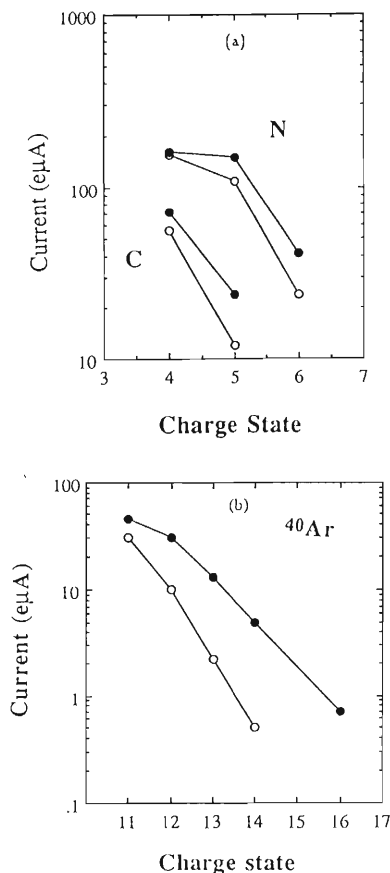 1000
(a)
N
100
C
10
3 4 5 6 7
Current (eµA)
Charge State
100
(b)
40Ar
10
1
.1
11 12 13 14 15 16 17
Current (eµA)
Charge state